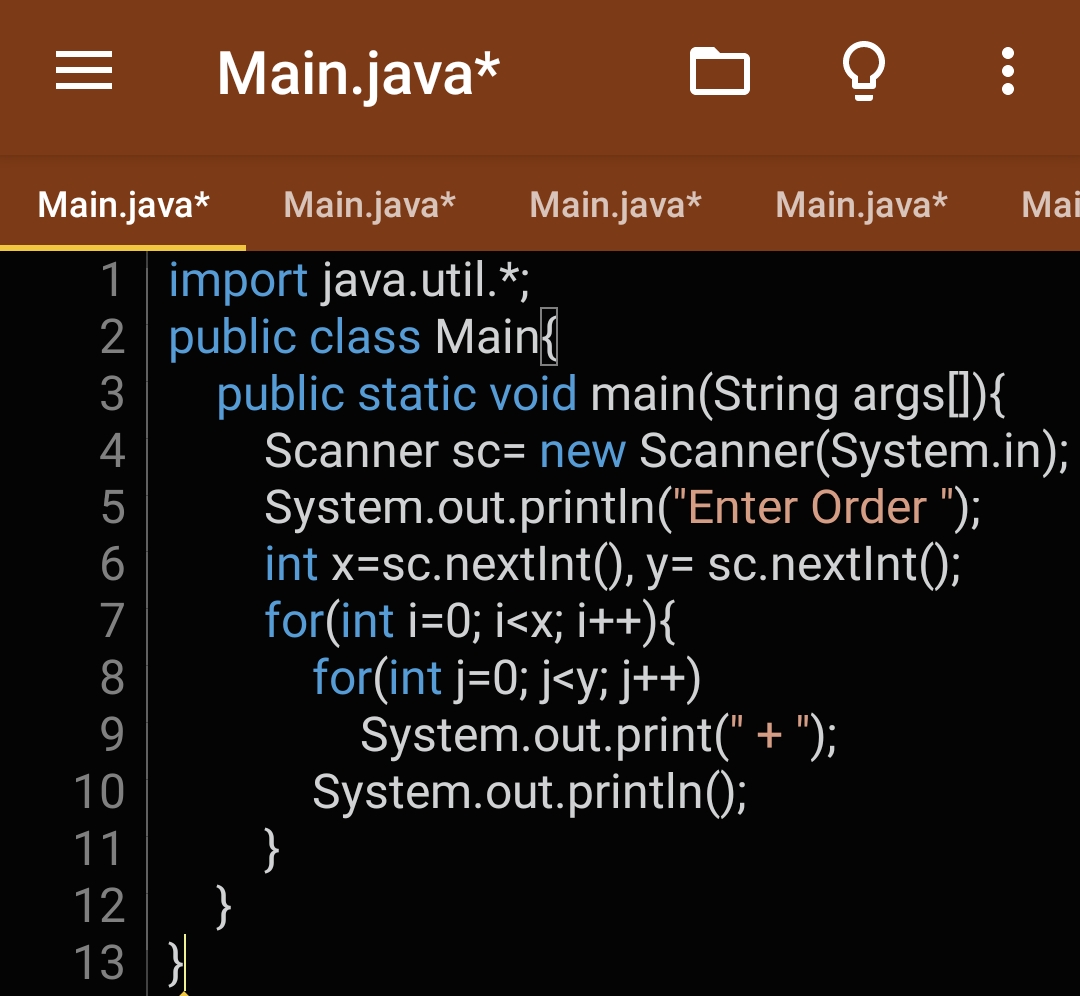 Main.java*
Main.java* Main.java* Main.java* Mai
1 import java.util.*;
2 public class Main{
3 public static void main(String args[]){
4 Scanner sc= new Scanner(System.in);
5 System.out.println("Enter Order ");
6 int x=sc.nextInt(), y= sc.nextInt();
7 for(int i=0; i<x; i++){
8 for(int j=0; j<y; j++)
9 System.out.print(" + ");
10 System.out.println();
11 }
12 }
13 }